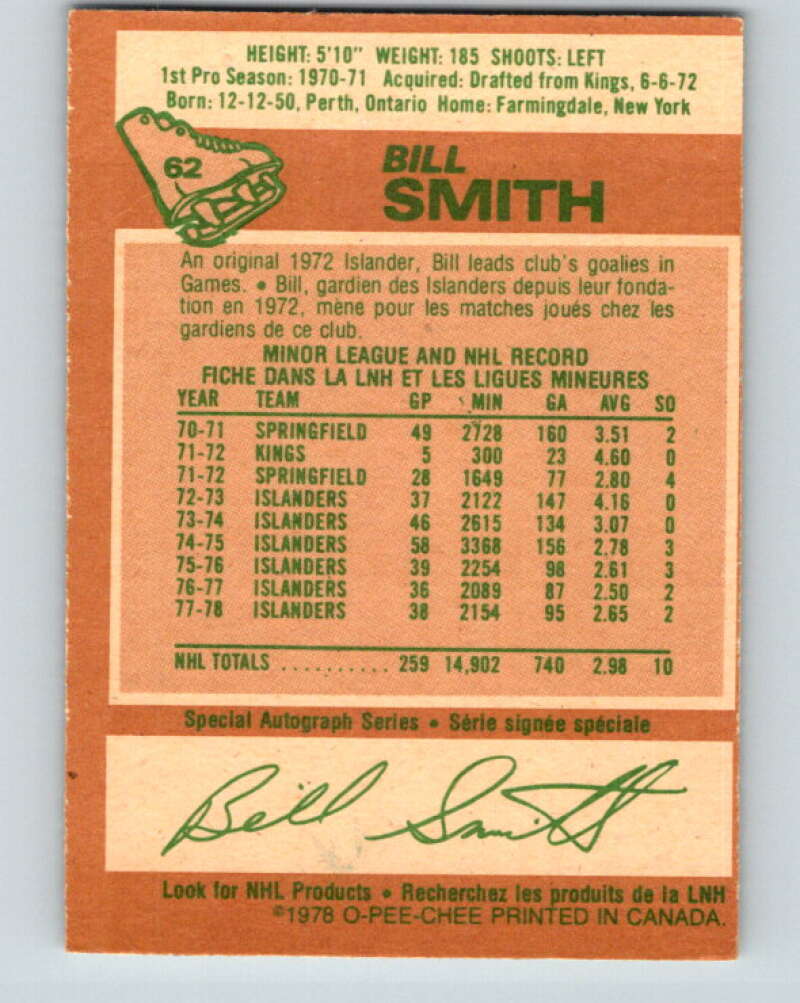 HEIGHT: 5'10" WEIGHT: 185 SHOOTS: LEFT
1st Pro Season: 1970-71 Acquired: Drafted from Kings, 6-6-72
Born: 12-12-50, Perth, Ontario Home: Farmingdale, New York
62
BILL
SMITH
An original 1972 Islander, Bill leads club's goalies in
Games. • Bill, gardien des Islanders depuis leur fonda-
tion en 1972, mène pour les matches joués chez les
gardiens de ce club.
MINOR LEAGUE AND NHL RECORD
FICHE DANS LA LNH ET LES LIGUES MINEURES
YEAR TEAM GP MIN GA AVG SO
70-71 SPRINGFIELD 49 2728 160 3.51 2
71-72 KINGS 5 300 23 4.60 0
71-72 SPRINGFIELD 28 1649 77 2.80 4
72-73 ISLANDERS 37 2122 147 4.16 0
73-74 ISLANDERS 46 2615 134 3.07 0
74-75 ISLANDERS 58 3368 156 2.78 3
75-76 ISLANDERS 39 2254 98 2.61 3
76-77 ISLANDERS 36 2089 87 2.50 2
77-78 ISLANDERS 38 2154 95 2.65 2
NHL TOTALS .......... 259 14,902 740 2.98 10
Special Autograph Series • Série signée spéciale
Bill Smith
Look for NHL Products • Recherchez les produits de la LNH
©1978 O-PEE-CHEE PRINTED IN CANADA.